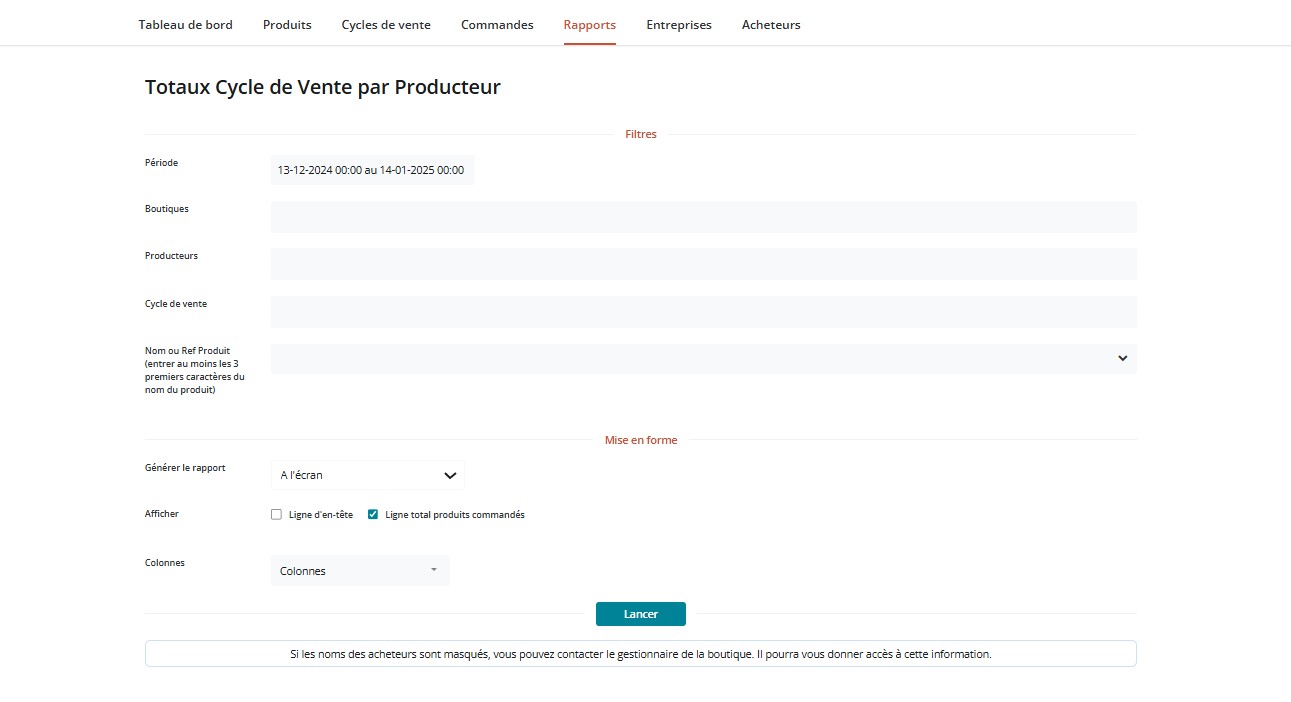 Tableau de bord Produits Cycles de vente Commandes Rapports Entreprises Acheteurs
Totaux Cycle de Vente par Producteur
Filtres
Période
13-12-2024 00:00 au 14-01-2025 00:00
Boutiques
Producteurs
Cycle de vente
Nom ou Ref Produit
(entrer au moins les 3
premiers caractères du
nom du produit)
Mise en forme
Générer le rapport
A l'écran
Afficher
Ligne d'en-tête Ligne total produits commandés
Colonnes
Colonnes
Lancer
Si les noms des acheteurs sont masqués, vous pouvez contacter le gestionnaire de la boutique. Il pourra vous donner accès à cette information.